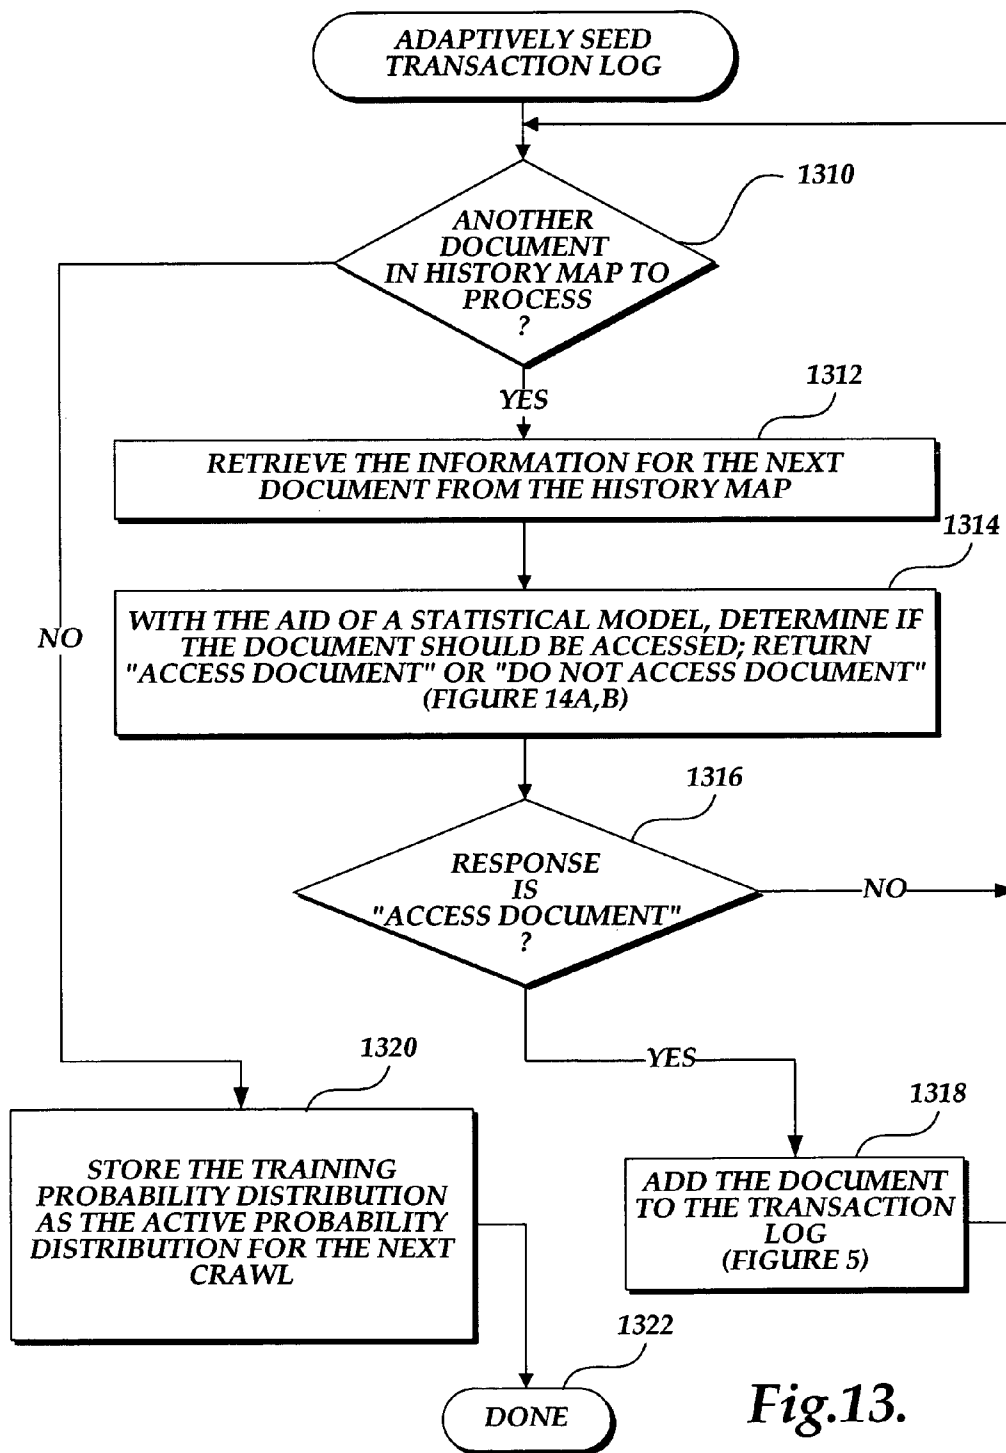 ADAPTIVELY SEED
TRANSACTION LOG
1310
ANOTHER
DOCUMENT
IN HISTORY MAP TO
PROCESS
?
YES
1312
RETRIEVE THE INFORMATION FOR THE NEXT
DOCUMENT FROM THE HISTORY MAP
1314
WITH THE AID OF A STATISTICAL MODEL, DETERMINE IF
THE DOCUMENT SHOULD BE ACCESSED; RETURN
"ACCESS DOCUMENT" OR "DO NOT ACCESS DOCUMENT"
(FIGURE 14A,B)
NO
1316
RESPONSE
IS
"ACCESS DOCUMENT"
?
NO
YES
1320
STORE THE TRAINING
PROBABILITY DISTRIBUTION
AS THE ACTIVE PROBABILITY
DISTRIBUTION FOR THE NEXT
CRAWL
1318
ADD THE DOCUMENT
TO THE TRANSACTION
LOG
(FIGURE 5)
1322
DONE
Fig.13.